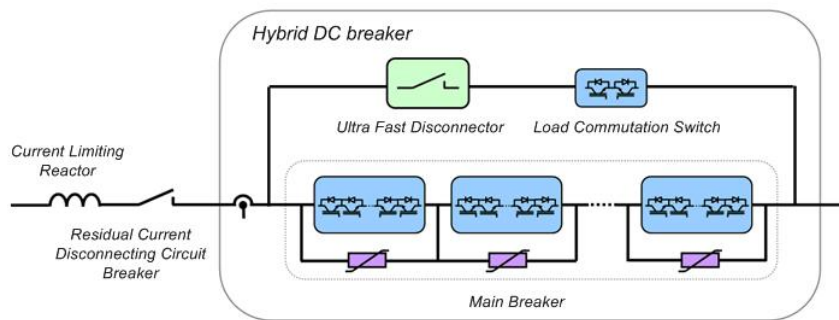 Hybrid DC breaker
Ultra Fast Disconnector
Load Commutation Switch
Current Limiting
Reactor
Residual Current
Disconnecting Circuit
Breaker
Main Breaker